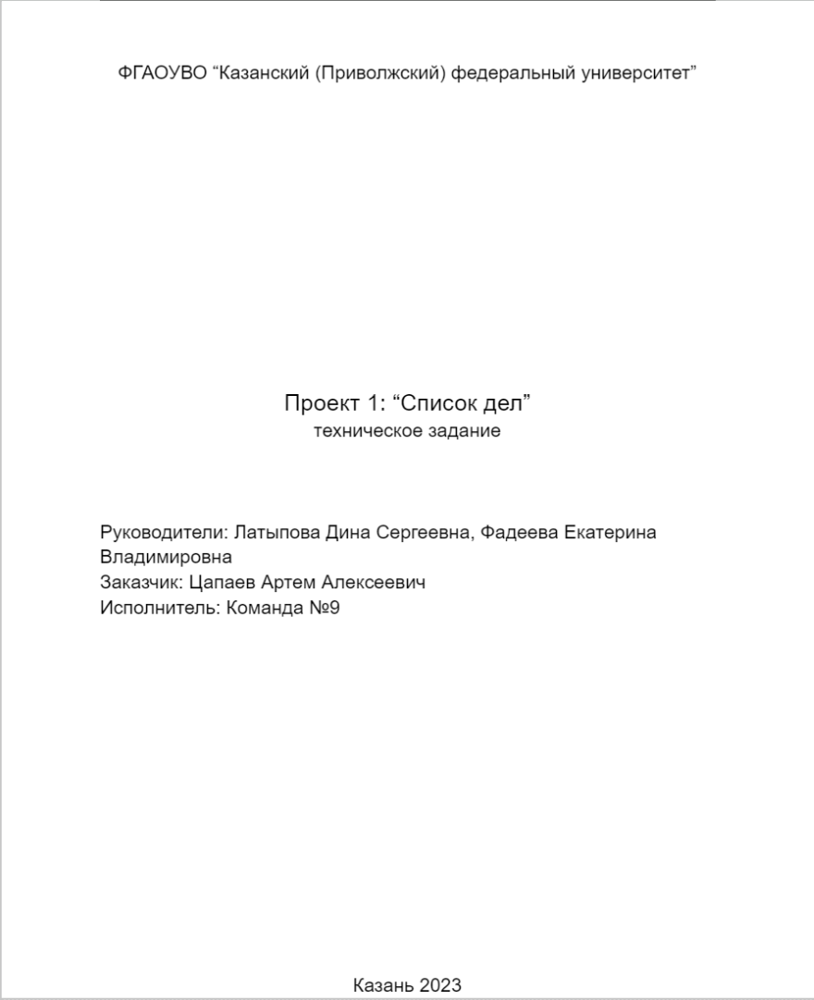 ФГАОУВО “Казанский (Приволжский) федеральный университет”
Проект 1: “Список дел”
техническое задание
Руководители: Латыпова Дина Сергеевна, Фадеева Екатерина
Владимировна
Заказчик: Цапаев Артем Алексеевич
Исполнитель: Команда №9
Казань 2023